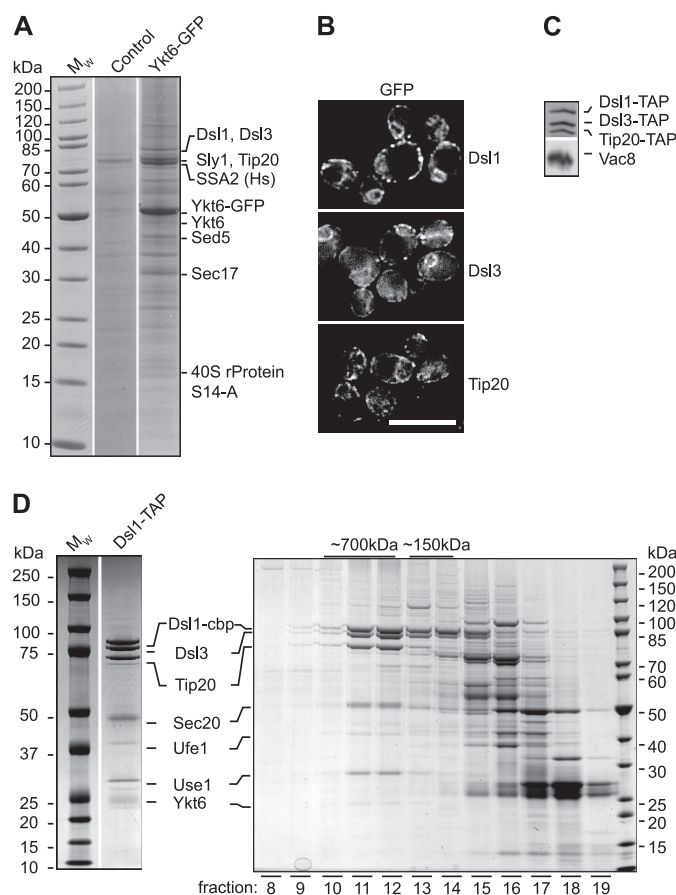 A
kDa
Mw
Control
Ykt6-GFP
200
150
120
100
85
70
60
50
40
30
25
20
15
10
Dsl1, Dsl3
Sly1, Tip20
SSA2 (Hs)
Ykt6-GFP
Ykt6
Sed5
Sec17
40S rProtein
S14-A
B
GFP
Dsl1
Dsl3
Tip20
C
Dsl1-TAP
Dsl3-TAP
Tip20-TAP
Vac8
D
kDa
Mw
Dsl1-TAP
250
150
100
75
50
37
25
20
15
10
Dsl1-cbp
Dsl3
Tip20
Sec20
Ufe1
Use1
Ykt6
~700kDa ~150kDa
kDa
200
150
120
100
85
70
60
50
40
30
25
20
15
fraction: 8 9 10 11 12 13 14 15 16 17 18 19